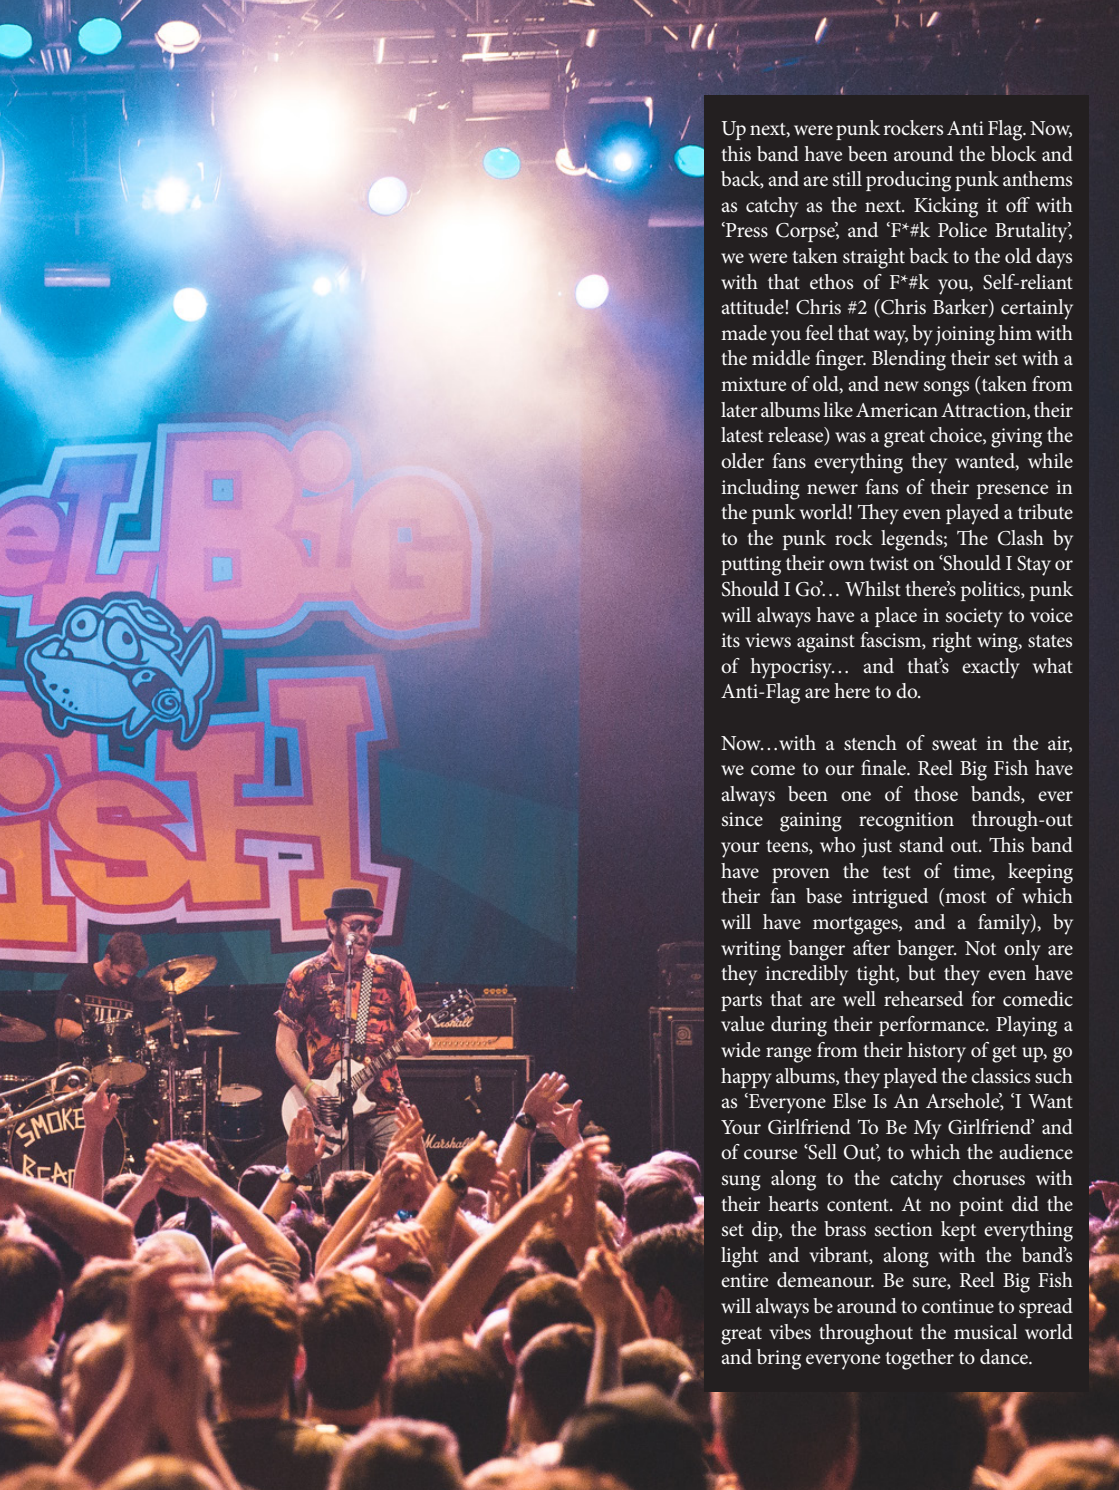 eL Big
FisH
SMOKE
BEAR
Marshall
Marshall
Up next, were punk rockers Anti Flag. Now,
this band have been around the block and
back, and are still producing punk anthems
as catchy as the next. Kicking it off with
‘Press Corpse’, and ‘F*#k Police Brutality’,
we were taken straight back to the old days
with that ethos of F*#k you, Self-reliant
attitude! Chris #2 (Chris Barker) certainly
made you feel that way, by joining him with
the middle finger. Blending their set with a
mixture of old, and new songs (taken from
later albums like American Attraction, their
latest release) was a great choice, giving the
older fans everything they wanted, while
including newer fans of their presence in
the punk world! They even played a tribute
to the punk rock legends; The Clash by
putting their own twist on ‘Should I Stay or
Should I Go’… Whilst there’s politics, punk
will always have a place in society to voice
its views against fascism, right wing, states
of hypocrisy… and that’s exactly what
Anti-Flag are here to do.
Now…with a stench of sweat in the air,
we come to our finale. Reel Big Fish have
always been one of those bands, ever
since gaining recognition through-out
your teens, who just stand out. This band
have proven the test of time, keeping
their fan base intrigued (most of which
will have mortgages, and a family), by
writing banger after banger. Not only are
they incredibly tight, but they even have
parts that are well rehearsed for comedic
value during their performance. Playing a
wide range from their history of get up, go
happy albums, they played the classics such
as ‘Everyone Else Is An Arsehole’, ‘I Want
Your Girlfriend To Be My Girlfriend’ and
of course ‘Sell Out’, to which the audience
sung along to the catchy choruses with
their hearts content. At no point did the
set dip, the brass section kept everything
light and vibrant, along with the band’s
entire demeanour. Be sure, Reel Big Fish
will always be around to continue to spread
great vibes throughout the musical world
and bring everyone together to dance.